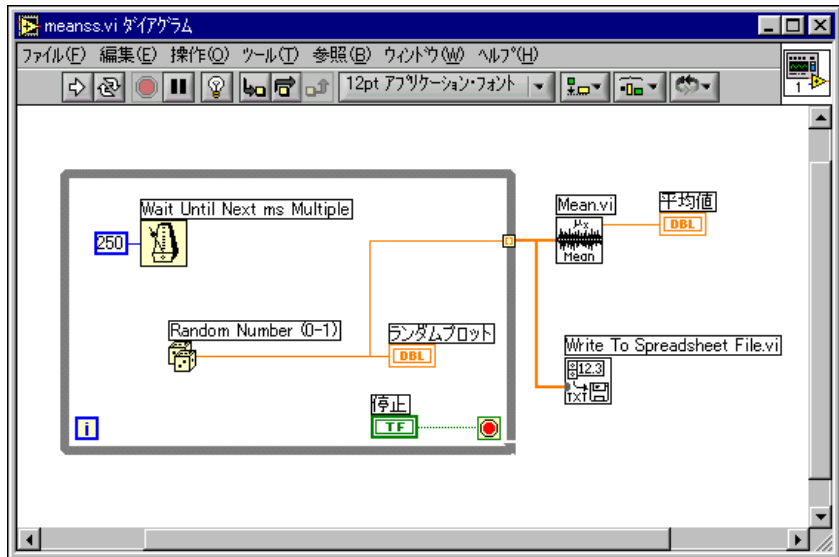 meanss.vi ダイアグラム
ファイル(F) 編集(E) 操作(O) ツール(T) 参照(B) ウィンドウ(W) ヘルプ(H)
12pt アプリケーション・フォント
1
Wait Until Next ms Multiple
250
Mean.vi
μx
Mean
平均値
DBL
Random Number (0-1)
ランダムプロット
DBL
Write To Spreadsheet File.vi
12.3
TXT
停止
TF
i